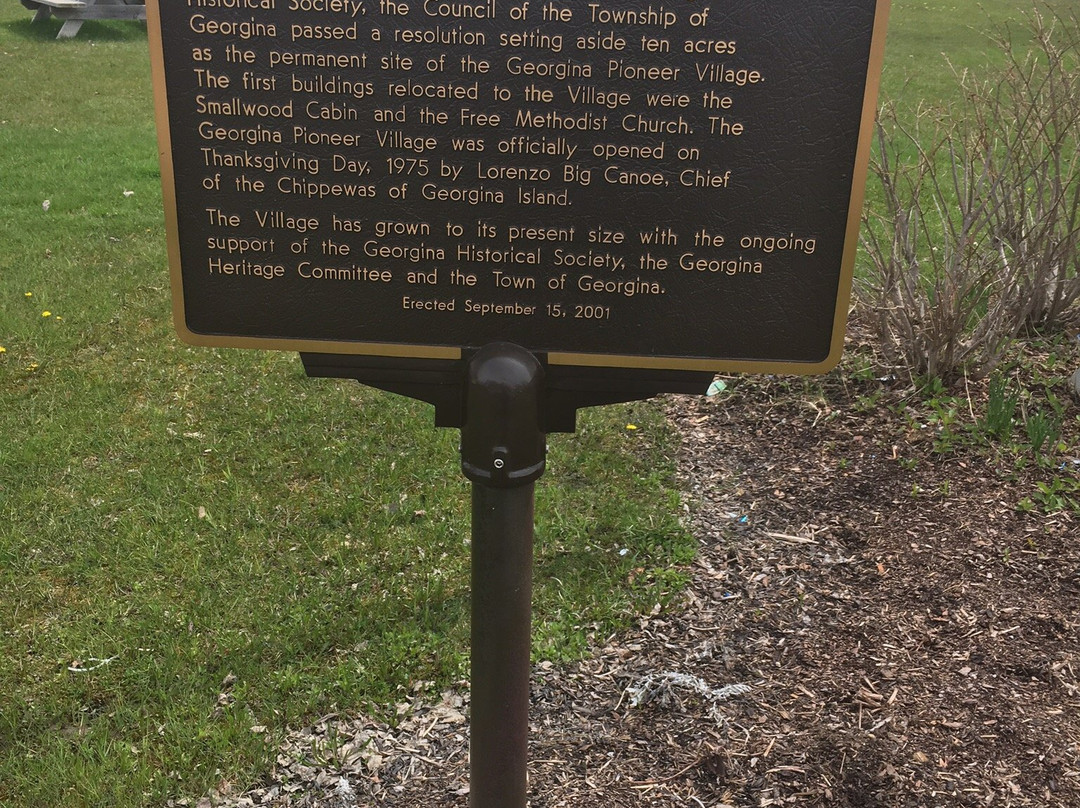 Historical Society, the Council of the Township of
Georgina passed a resolution setting aside ten acres
as the permanent site of the Georgina Pioneer Village.
The first buildings relocated to the Village were the
Smallwood Cabin and the Free Methodist Church. The
Georgina Pioneer Village was officially opened on
Thanksgiving Day, 1975 by Lorenzo Big Canoe, Chief
of the Chippewas of Georgina Island.
The Village has grown to its present size with the ongoing
support of the Georgina Historical Society, the Georgina
Heritage Committee and the Town of Georgina.
Erected September 15, 2001